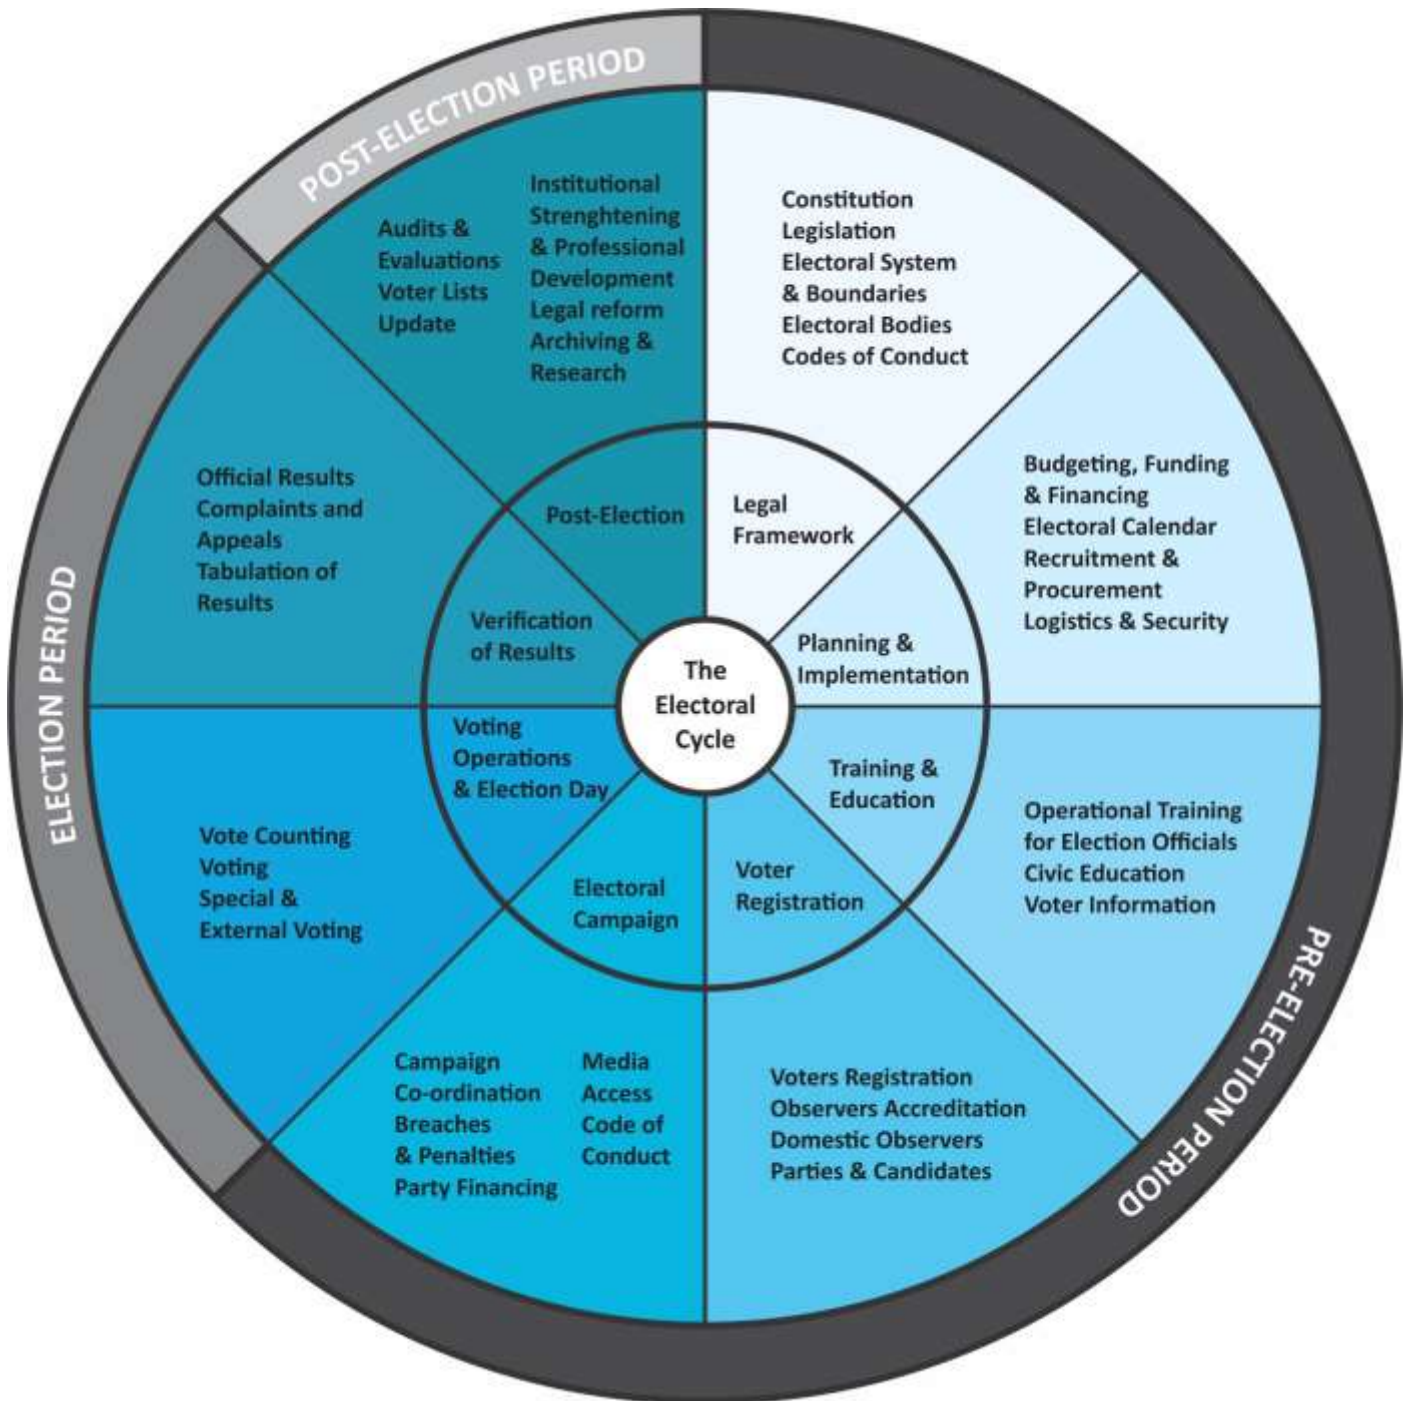 POST-ELECTION PERIOD
ELECTION PERIOD
PRE-ELECTION PERIOD
The
Electoral
Cycle
Legal
Framework
Constitution
Legislation
Electoral System
& Boundaries
Electoral Bodies
Codes of Conduct
Planning &
Implementation
Budgeting, Funding
& Financing
Electoral Calendar
Recruitment &
Procurement
Logistics & Security
Training &
Education
Operational Training
for Election Officials
Civic Education
Voter Information
Voter
Registration
Voters Registration
Observers Accreditation
Domestic Observers
Parties & Candidates
Electoral
Campaign
Campaign
Co-ordination
Breaches
& Penalties
Party Financing
Media
Access
Code of
Conduct
Voting
Operations
& Election Day
Vote Counting
Voting
Special &
External Voting
Verification
of Results
Official Results
Complaints and
Appeals
Tabulation of
Results
Post-Election
Audits &
Evaluations
Voter Lists
Update
Institutional
Strenghtening
& Professional
Development
Legal reform
Archiving &
Research